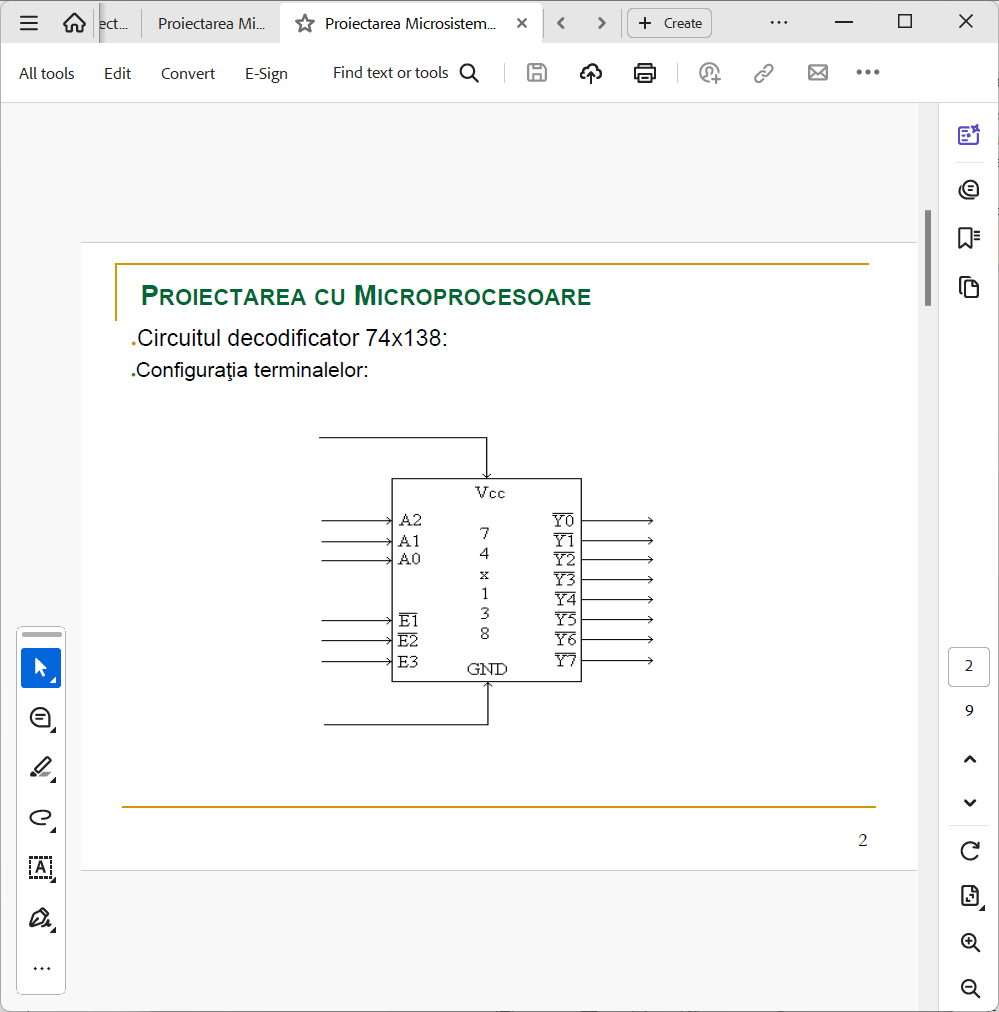 ect...
Proiectarea Mi...
Proiectarea Microsistem...
Create
All tools
Edit
Convert
E-Sign
Find text or tools
PROIECTAREA CU MICROPROCESOARE
Circuitul decodificator 74x138:
Configuraţia terminalelor:
Vcc
A2
A1
A0
E1
E2
E3
7
4
x
1
3
8
GND
Y0
Y1
Y2
Y3
Y4
Y5
Y6
Y7
2
A
2
9